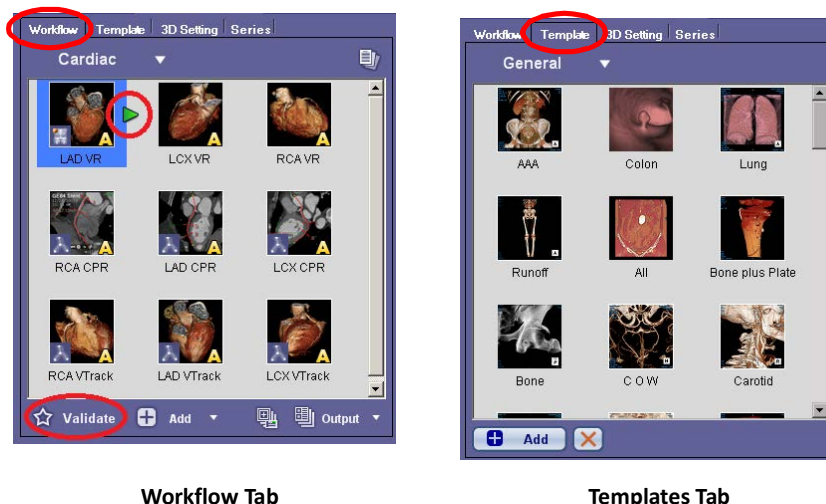 Workflow Template 3D Setting Series
Cardiac
LAD VR LCX VR RCA VR
RCA CPR LAD CPR LCX CPR
RCA VTrack LAD VTrack LCX VTrack
Validate Add Output
Workflow Tab
Workflow Template 3D Setting Series
General
AAA Colon Lung
Runoff All Bone plus Plate
Bone C O W Carotid
Add
Templates Tab